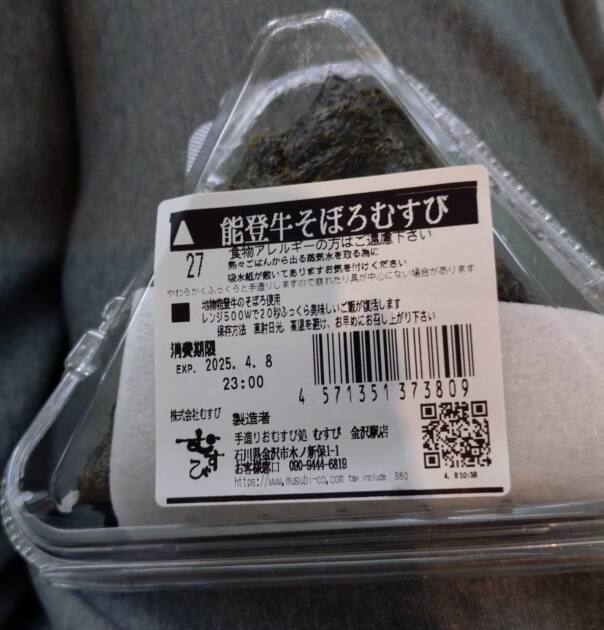 能登牛そぼろむすび
27
食物アレルギーの方はご遠慮下さい
熱々ごはんから出る蒸気水を取る為に
吸水紙が敷いてありますお気を付けください
やわらかくふっくらと手造りしますので崩れたり具が中心にない場合があります
地物能登牛のそぼろ使用
レンジ500Wで20秒ふっくら美味しいご飯が復活します
保存方法 直射日光、高温を避け、お早めにお召し上がり下さい
消費期限
EXP. 2025. 4. 8
23:00
4 571351 373809
株式会社むすび
むすび
製造者
手造りおむすび処 むすび 金沢駅店
石川県金沢市木ノ新保1-1
お客様窓口 090-9444-6819
https://www.musubi-co.com tax include 380
4. 8 10:38